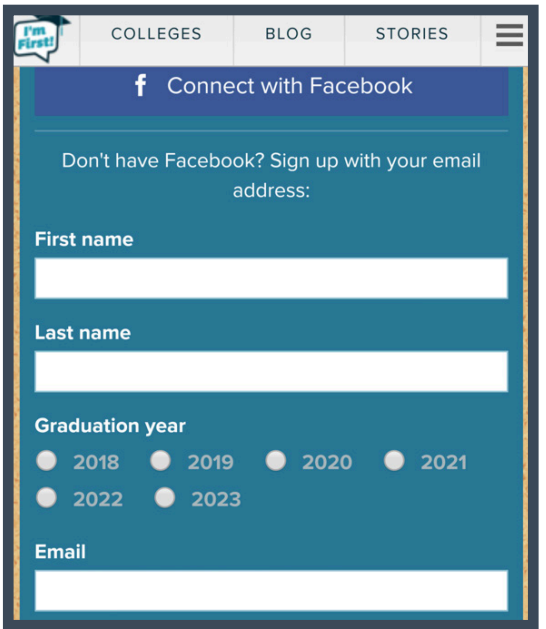 I'm
First!
COLLEGES BLOG STORIES
f Connect with Facebook
Don't have Facebook? Sign up with your email
address:
First name
Last name
Graduation year
2018 2019 2020 2021
2022 2023
Email